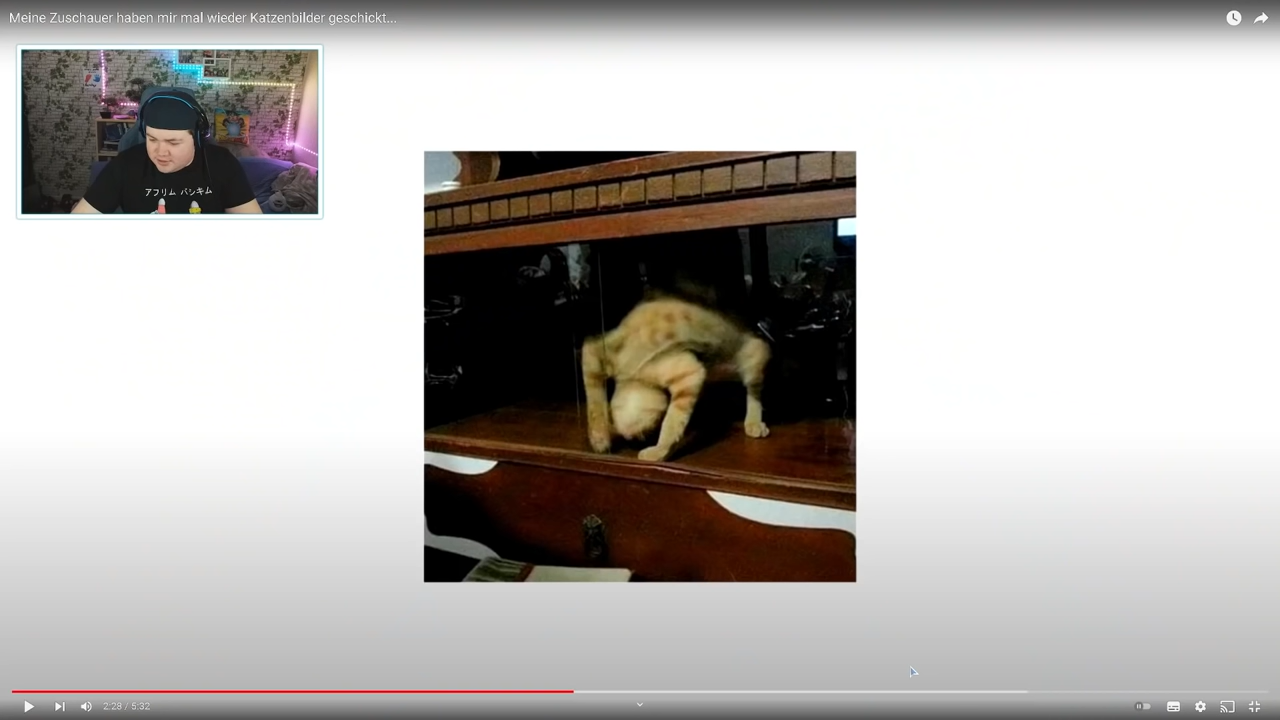 Meine Zuschauer haben mir mal wieder Katzenbilder geschickt...
アフリム バンキム
2:28 / 5:32